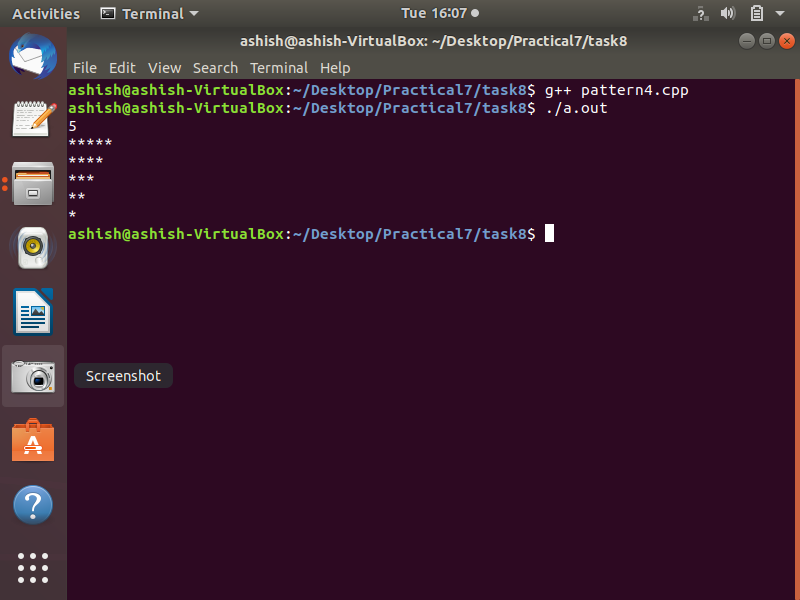 Activities Terminal Tue 16:07
ashish@ashish-VirtualBox: ~/Desktop/Practical7/task8
File Edit View Search Terminal Help
ashish@ashish-VirtualBox:~/Desktop/Practical7/task8$ g++ pattern4.cpp
ashish@ashish-VirtualBox:~/Desktop/Practical7/task8$ ./a.out
5
*****
****
***
**
*
ashish@ashish-VirtualBox:~/Desktop/Practical7/task8$
Screenshot